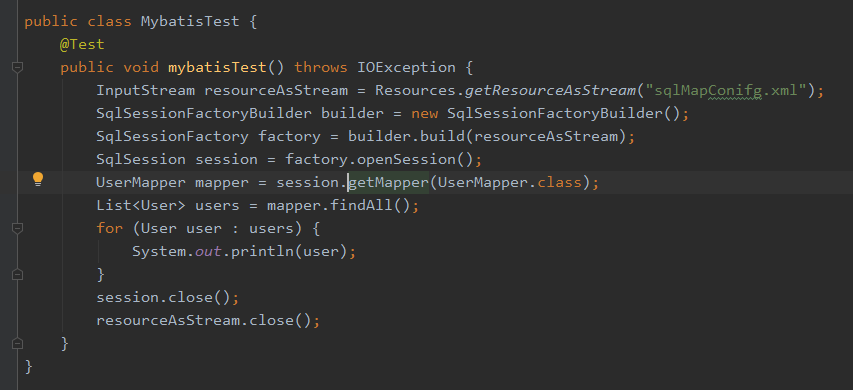 public class MybatisTest {
@Test
public void mybatisTest() throws IOException {
InputStream resourceAsStream = Resources.getResourceAsStream("sqlMapConifg.xml");
SqlSessionFactoryBuilder builder = new SqlSessionFactoryBuilder();
SqlSessionFactory factory = builder.build(resourceAsStream);
SqlSession session = factory.openSession();
UserMapper mapper = session.getMapper(UserMapper.class);
List<User> users = mapper.findAll();
for (User user : users) {
System.out.println(user);
}
session.close();
resourceAsStream.close();
}
}